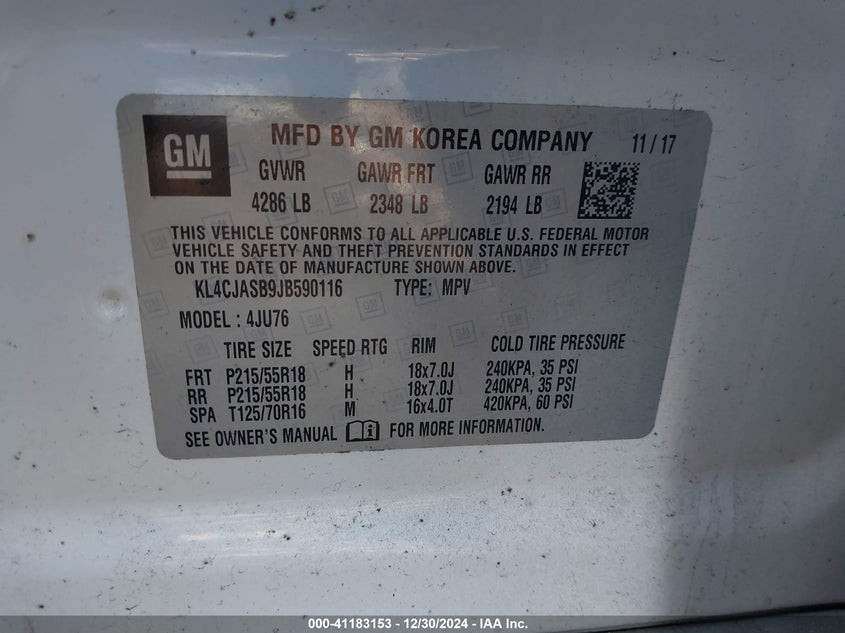 GM MFD BY GM KOREA COMPANY 11/17
GVWR GAWR FRT GAWR RR
4286 LB 2348 LB 2194 LB
THIS VEHICLE CONFORMS TO ALL APPLICABLE U.S. FEDERAL MOTOR
VEHICLE SAFETY AND THEFT PREVENTION STANDARDS IN EFFECT
ON THE DATE OF MANUFACTURE SHOWN ABOVE.
KL4CJASB9JB590116 TYPE: MPV
MODEL : 4JU76
TIRE SIZE SPEED RTG RIM COLD TIRE PRESSURE
FRT P215/55R18 H 18x7.0J 240KPA, 35 PSI
RR P215/55R18 H 18x7.0J 240KPA, 35 PSI
SPA T125/70R16 M 16x4.0T 420KPA, 60 PSI
SEE OWNER'S MANUAL FOR MORE INFORMATION.
000-41183153 - 12/30/2024 - IAA Inc.